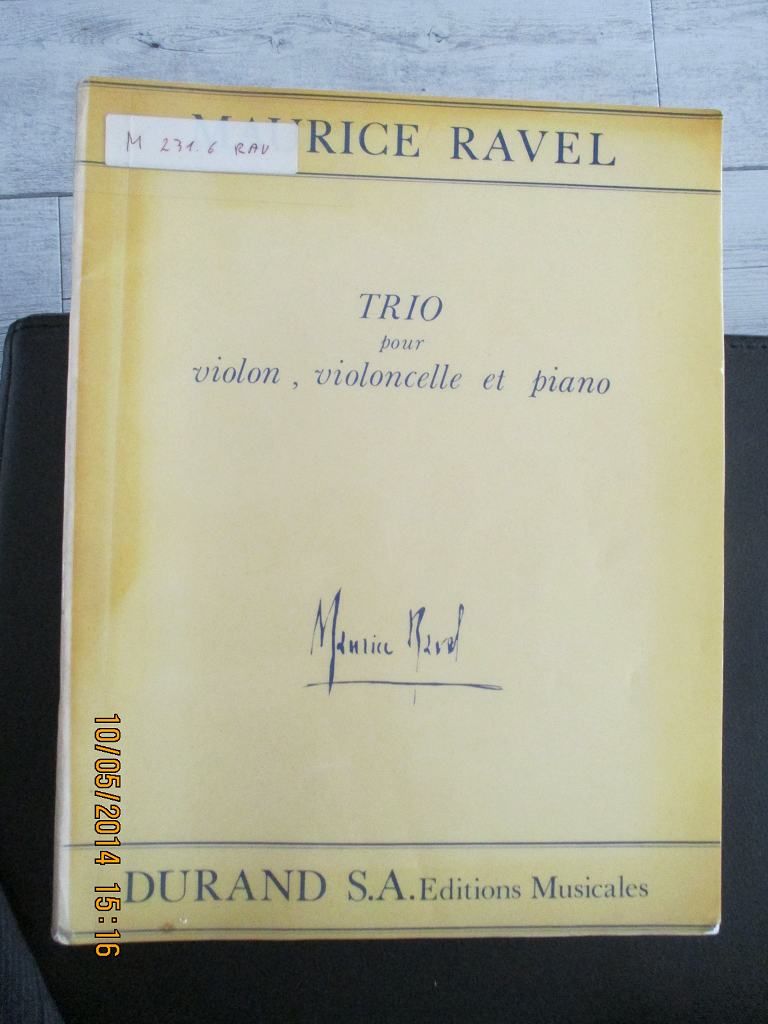 M 231.6 RAV
MAURICE RAVEL
TRIO
pour
violon, violoncelle et piano
Maurice Ravel
DURAND S.A. Editions Musicales
10/05/2014 15:16